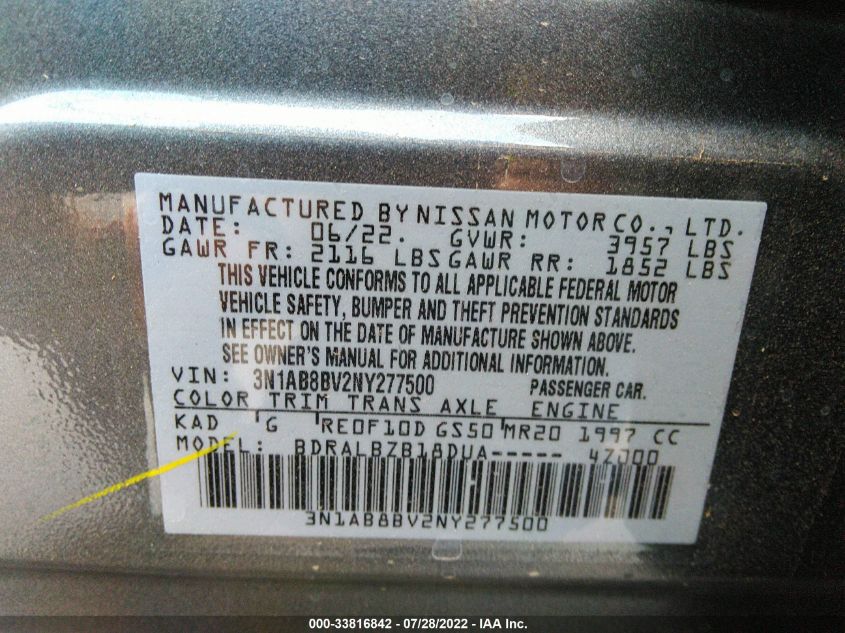 MANUFACTURED BY NISSAN MOTOR CO., LTD.
DATE: 06/22. GVWR: 3957 LBS
GAWR FR: 2116 LBS GAWR RR: 1852 LBS
THIS VEHICLE CONFORMS TO ALL APPLICABLE FEDERAL MOTOR
VEHICLE SAFETY, BUMPER AND THEFT PREVENTION STANDARDS
IN EFFECT ON THE DATE OF MANUFACTURE SHOWN ABOVE.
SEE OWNER'S MANUAL FOR ADDITIONAL INFORMATION.
VIN: 3N1AB8BV2NY277500 PASSENGER CAR.
COLOR TRIM TRANS AXLE ENGINE
KAD G RE0F10D GS50 MR20 1997 CC
MODEL: BDRALBZB18DUA----- 4Z000
3N1AB8BV2NY277500
000-33816842 - 07/28/2022 - IAA Inc.